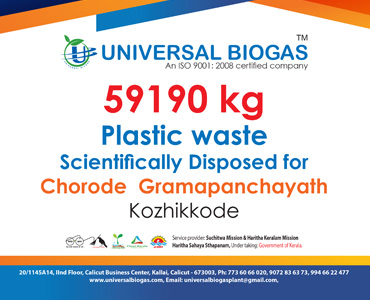 TM
UNIVERSAL BIOGAS
An ISO 9001: 2008 certified company
59190 kg
Plastic waste
Scientifically Disposed for
Chorode Gramapanchayath
Kozhikkode
Service provider: Suchitwa Mission & Haritha Keralam Mission
Haritha Sahaya Sthapanam, Under taking: Government of Kerala
20/1145A14, IInd Floor, Calicut Business Center, Kallai, Calicut - 673003, Ph: 773 60 66 020, 9072 83 63 73, 994 66 22 477
www.universalbiogas.com, Email: universalbiogasplant@gmail.com,